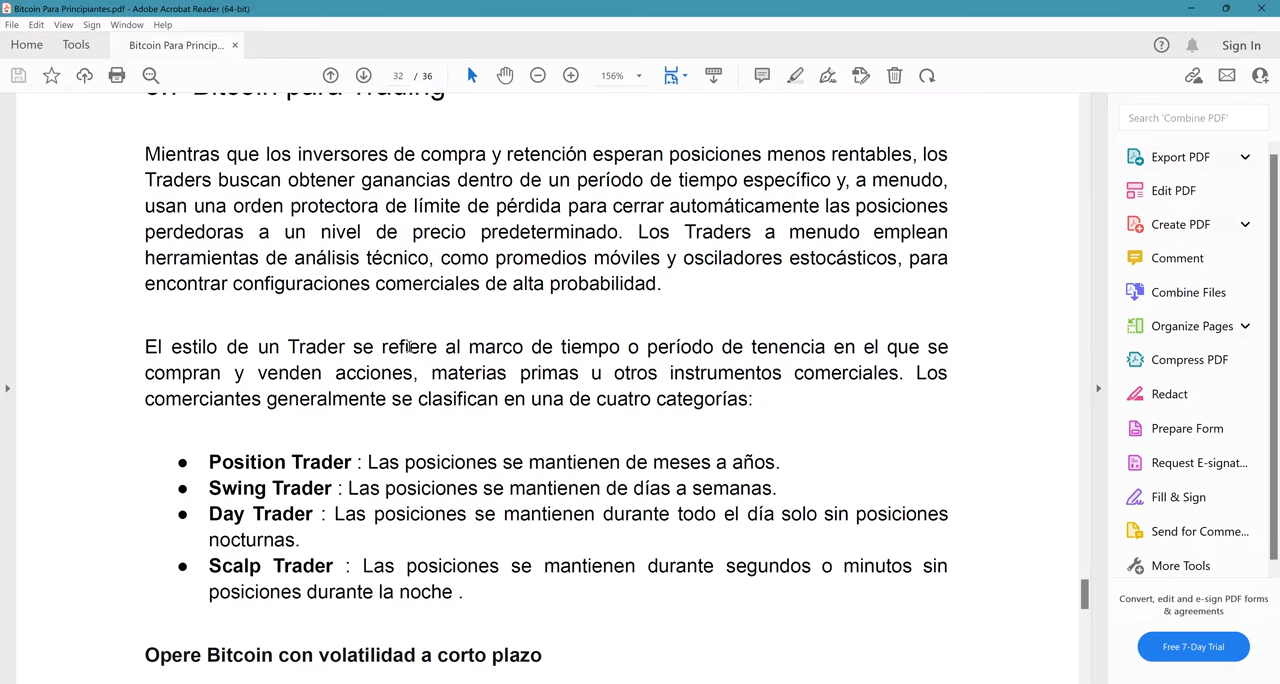 Bitcoin Para Principiantes.pdf - Adobe Acrobat Reader (64-bit)
File Edit View Sign Window Help
Home Tools Bitcoin Para Princip... × Sign In
32 / 36 156%
Bitcoin para Trading
Mientras que los inversores de compra y retención esperan posiciones menos rentables, los
Traders buscan obtener ganancias dentro de un período de tiempo específico y, a menudo,
usan una orden protectora de límite de pérdida para cerrar automáticamente las posiciones
perdedoras a un nivel de precio predeterminado. Los Traders a menudo emplean
herramientas de análisis técnico, como promedios móviles y osciladores estocásticos, para
encontrar configuraciones comerciales de alta probabilidad.
El estilo de un Trader se refiere al marco de tiempo o período de tenencia en el que se
compran y venden acciones, materias primas u otros instrumentos comerciales. Los
comerciantes generalmente se clasifican en una de cuatro categorías:
● Position Trader : Las posiciones se mantienen de meses a años.
● Swing Trader : Las posiciones se mantienen de días a semanas.
● Day Trader : Las posiciones se mantienen durante todo el día solo sin posiciones
nocturnas.
● Scalp Trader : Las posiciones se mantienen durante segundos o minutos sin
posiciones durante la noche .
Opere Bitcoin con volatilidad a corto plazo
Search 'Combine PDF'
Export PDF
Edit PDF
Create PDF
Comment
Combine Files
Organize Pages
Compress PDF
Redact
Prepare Form
Request E-signat...
Fill & Sign
Send for Comme...
More Tools
Convert, edit and e-sign PDF forms
& agreements
Free 7-Day Trial